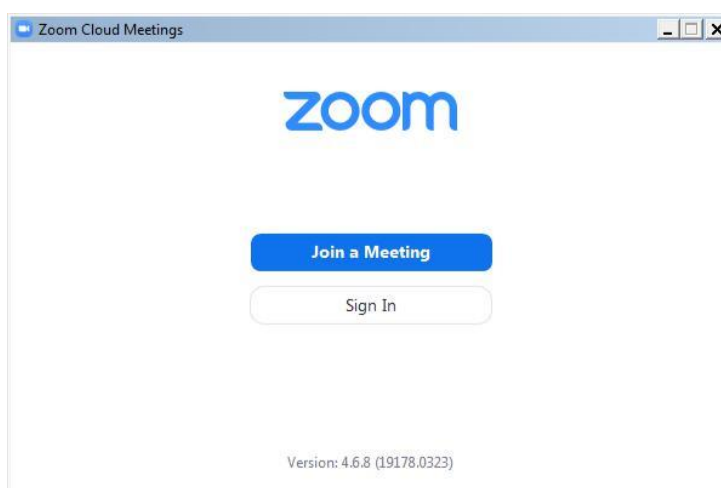 Zoom Cloud Meetings
zoom
Join a Meeting
Sign In
Version: 4.6.8 (19178.0323)